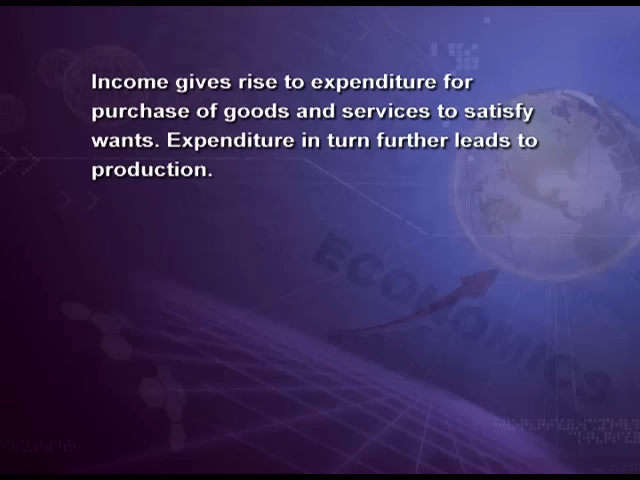 Income gives rise to expenditure for
purchase of goods and services to satisfy
wants. Expenditure in turn further leads to
production.
ECONOMICS